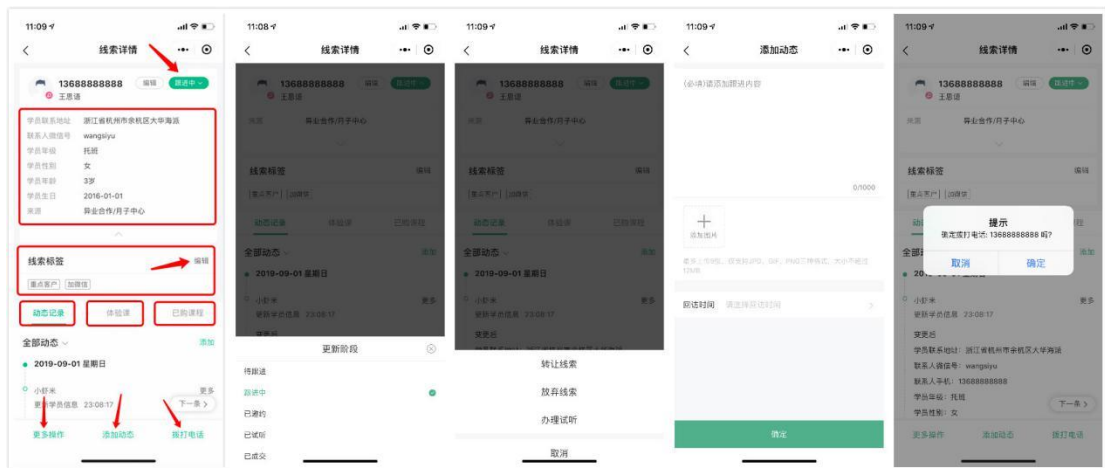 11:09
线索详情
13688888888
编辑
跟进中
王思语
学员联系地址 浙江省杭州市余杭区大华海派
联系人微信号 wangsiyu
学员年级 托班
学员性别 女
学员年龄 3岁
学员生日 2016-01-01
来源 异业合作/月子中心
线索标签
编辑
重点客户 加微信
动态记录 体验课 已购课程
全部动态
添加
2019-09-01 星期日
小虾米
更多
更新学员信息 23:08:17
下一条
更多操作 添加动态 拨打电话
11:08
线索详情
13688888888
编辑
跟进中
王思语
来源 异业合作/月子中心
线索标签
编辑
重点客户 加微信
动态记录 体验课 已购课程
全部动态
添加
2019-09-01 星期日
小虾米
更多
更新学员信息 23:08:17
变更后
更新阶段
待跟进
跟进中
已邀约
已试听
已成交
11:09
线索详情
13688888888
编辑
跟进中
王思语
来源 异业合作/月子中心
线索标签
编辑
重点客户 加微信
动态记录 体验课 已购课程
全部动态
添加
2019-09-01 星期日
小虾米
更多
更新学员信息 23:08:17
变更后
转让线索
放弃线索
办理试听
取消
11:09
添加动态
(必填)请添加跟进内容
0/1000
添加图片
12MB
回访时间 请选择回访时间
确定
11:09
线索详情
13688888888
编辑
跟进中
王思语
来源 异业合作/月子中心
线索标签
编辑
重点客户 加微信
提示
确定拨打电话: 13688888888 吗?
取消 确定
小虾米
更多
更新学员信息 23:08:17
变更后
学员联系地址: 浙江省杭州市余杭区大华海派
联系人微信号: wangsiyu
联系人手机: 13688888888
学员年级: 托班
学员性别: 女
下一条
更多操作 添加动态 拨打电话